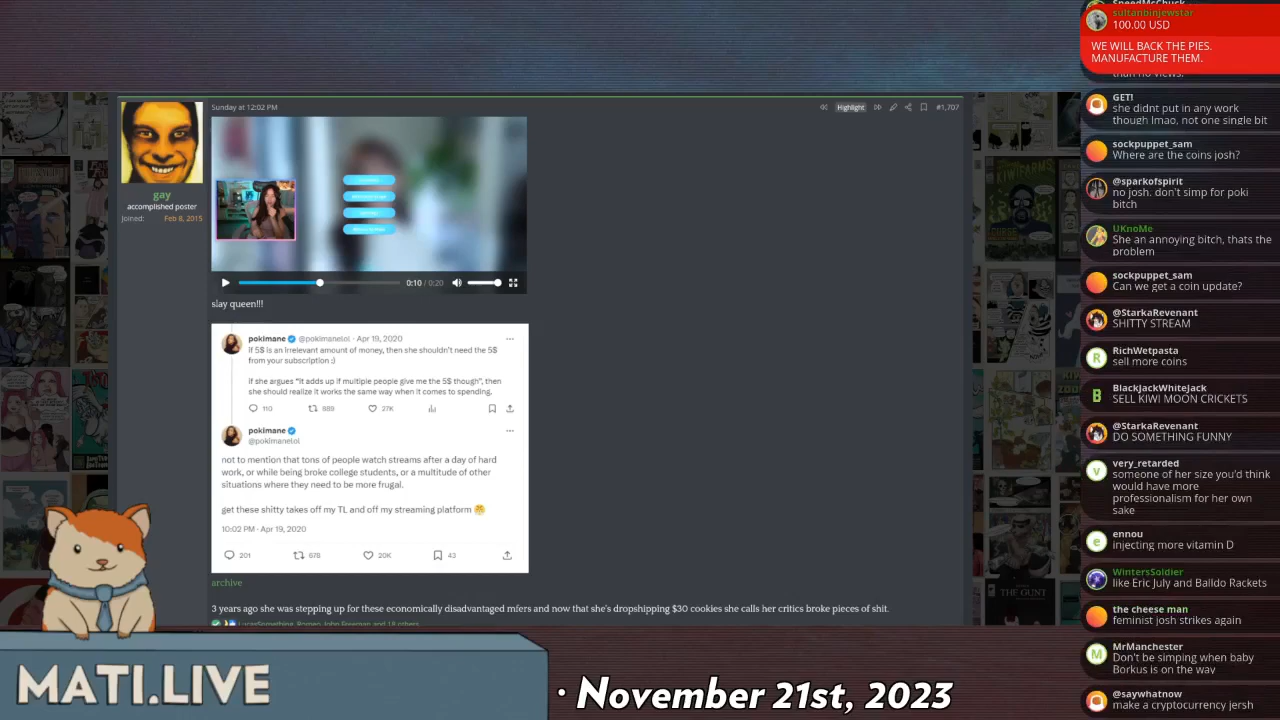 Sunday at 12:02 PM
Highlight
#1,707
gay
accomplished poster
Joined: Feb 8, 2015
0:10 / 0:20
slay queen!!!
pokimane @pokimanelol · Apr 19, 2020
if 5$ is an irrelevant amount of money, then she shouldn't need the 5$
from your subscription :)
if she argues "it adds up if multiple people give me the 5$ though", then
she should realize it works the same way when it comes to spending.
110 889 27K
pokimane
@pokimanelol
not to mention that tons of people watch streams after a day of hard
work, or while being broke college students, or a multitude of other
situations where they need to be more frugal.
get these shitty takes off my TL and off my streaming platform 😤
10:02 PM · Apr 19, 2020
201 678 20K 43
archive
3 years ago she was stepping up for these economically disadvantaged mfers and now that she's dropshipping $30 cookies she calls her critics broke pieces of shit.
LucasSomething, Romen, John Freeman and 18 others
MATI.LIVE
· November 21st, 2023
KIWIFARMS
THE GUNT
SpeedMcChuck
sultanbinjewstar
100.00 USD
WE WILL BACK THE PIES.
MANUFACTURE THEM.
than no views.
GET!
she didnt put in any work
though lmao, not one single bit
sockpuppet_sam
Where are the coins josh?
@sparkofspirit
no josh. don't simp for poki
bitch
UKnoMe
She an annoying bitch, thats the
problem
sockpuppet_sam
Can we get a coin update?
@StarkaRevenant
SHITTY STREAM
RichWetpasta
sell more coins
BlackJackWhiteJack
SELL KIWI MOON CRICKETS
@StarkaRevenant
DO SOMETHING FUNNY
very_retarded
someone of her size you'd think
would have more
professionalism for her own
sake
ennou
injecting more vitamin D
WintersSoldier
like Eric July and Balldo Rackets
the cheese man
feminist josh strikes again
MrManchester
Don't be simping when baby
Borkus is on the way
@saywhatnow
make a cryptocurrency jersh